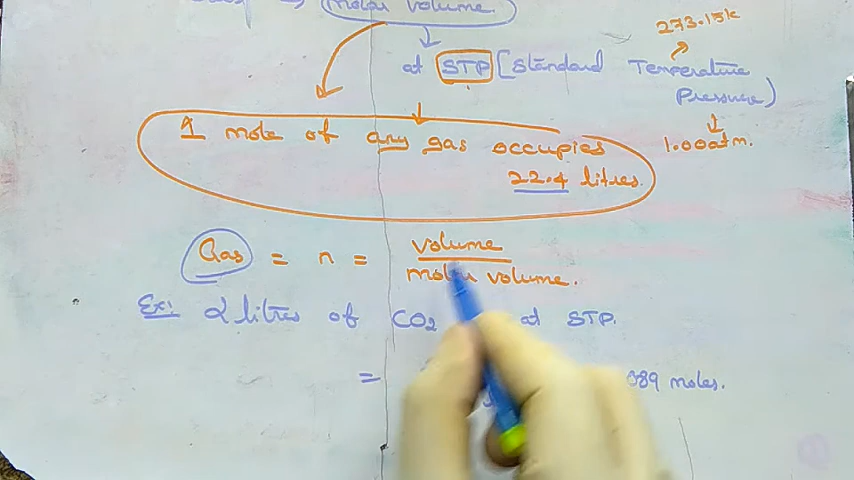 molar volume.
273.15k
at STP [Standard Temperature
Pressure)
1.00atm.
1 mole of any gas occupies
22.4 litres.
Gas = n = volume
molar volume.
Ex: 2 litres of CO2 at STP.
= 089 moles.